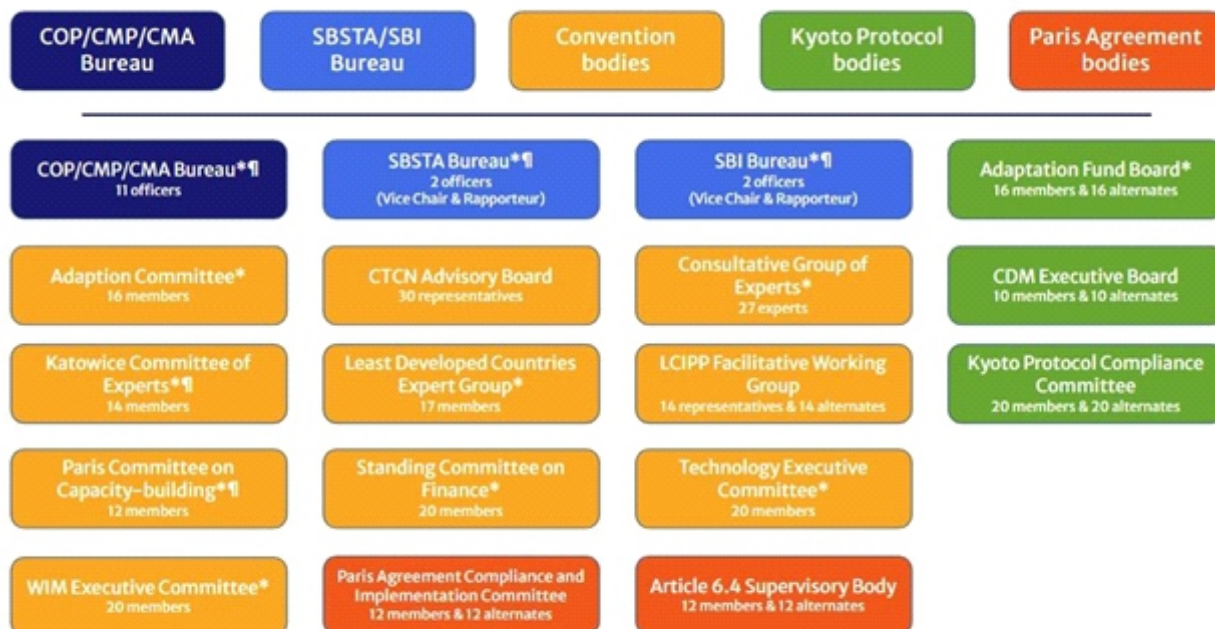 COP/CMP/CMA
Bureau
SBSTA/SBI
Bureau
Convention
bodies
Kyoto Protocol
bodies
Paris Agreement
bodies
COP/CMP/CMA Bureau*¶
11 officers
SBSTA Bureau*¶
2 officers
(Vice Chair & Rapporteur)
SBI Bureau*¶
2 officers
(Vice Chair & Rapporteur)
Adaptation Fund Board*
16 members & 16 alternates
Adaption Committee*
16 members
CTCN Advisory Board
30 representatives
Consultative Group of
Experts*
27 experts
CDM Executive Board
10 members & 10 alternates
Katowice Committee of
Experts*¶
14 members
Least Developed Countries
Expert Group*
17 members
LCIPP Facilitative Working
Group
14 representatives & 14 alternates
Kyoto Protocol Compliance
Committee
20 members & 20 alternates
Paris Committee on
Capacity-building*¶
12 members
Standing Committee on
Finance*
20 members
Technology Executive
Committee*
20 members
WIM Executive Committee*
20 members
Paris Agreement Compliance and
Implementation Committee
12 members & 12 alternates
Article 6.4 Supervisory Body
12 members & 12 alternates